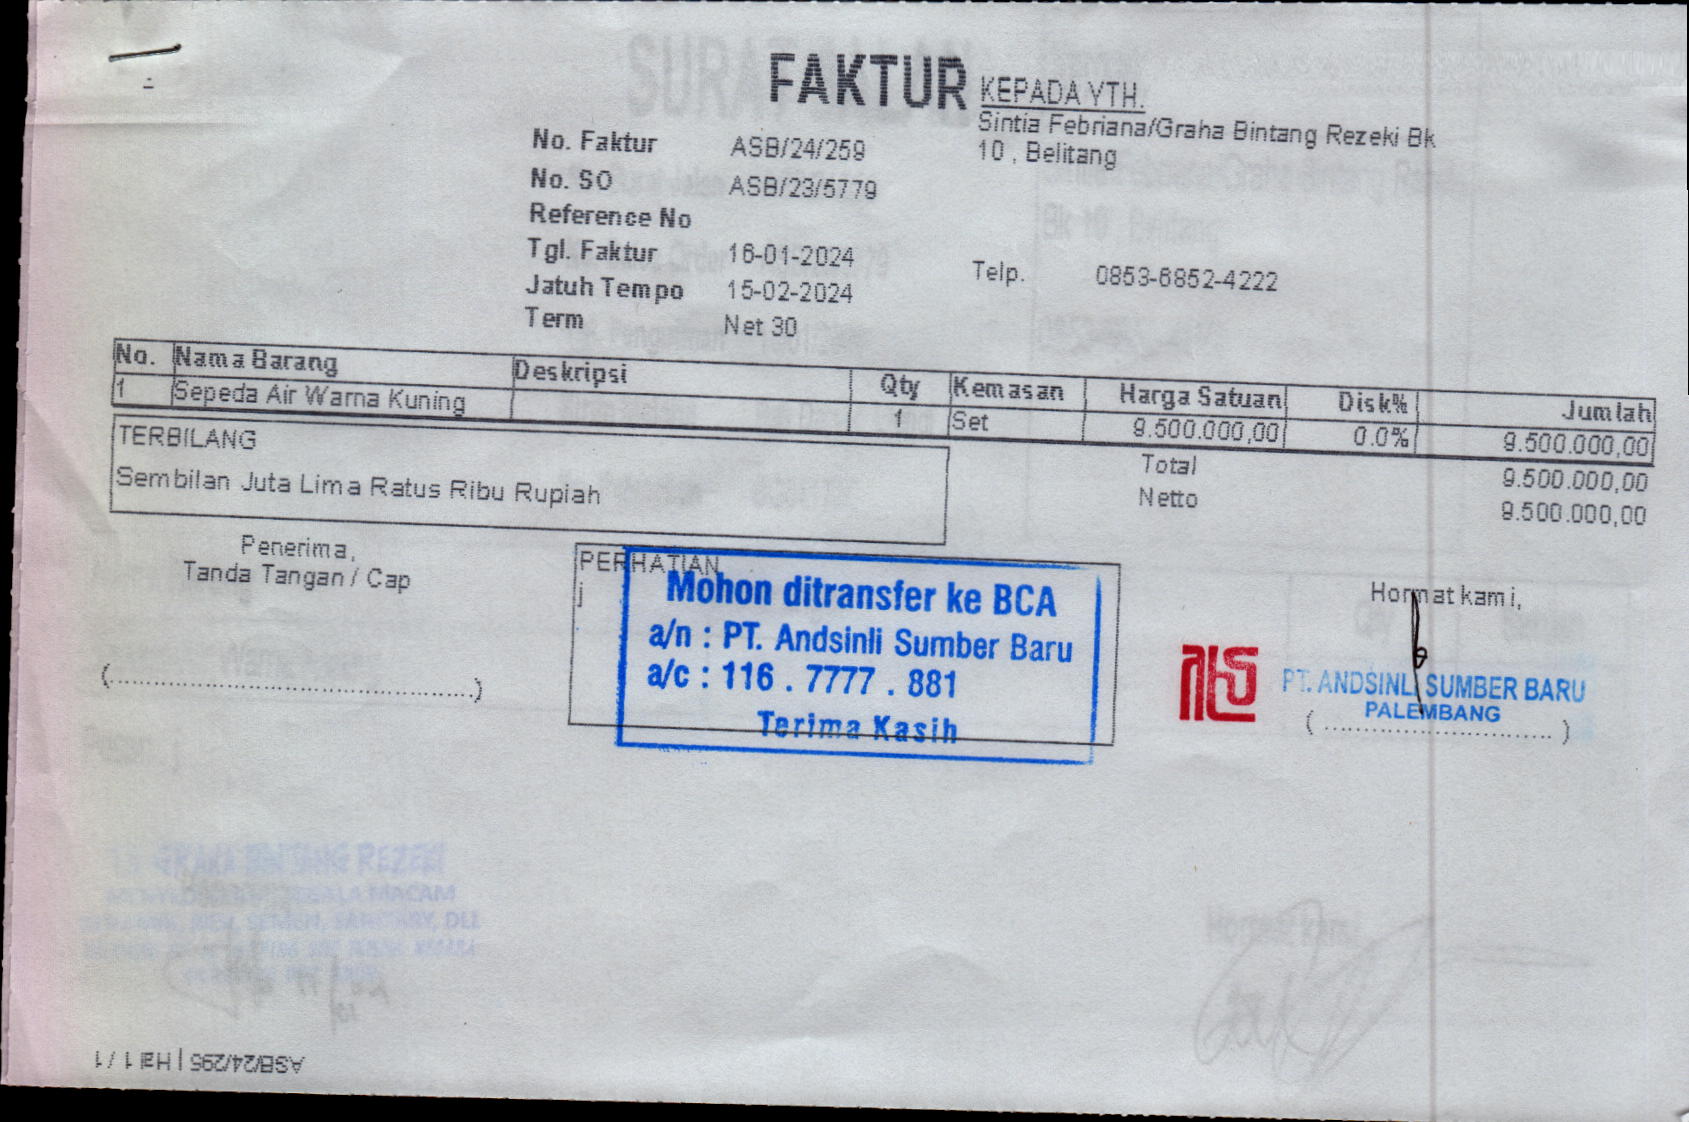 FAKTUR
No. Faktur ASB/24/259
No. SO ASB/23/5779
Reference No
Tgl. Faktur 16-01-2024
Jatuh Tempo 15-02-2024
Term Net 30
KEPADA YTH.
Sintia Febriana/Graha Bintang Rezeki Bk
10 , Belitang
Telp. 0853-6852-4222
No. Nama Barang Deskripsi Qty Kemasan Harga Satuan Disk% Jumlah
1 Sepeda Air Warna Kuning 1 Set 9.500.000,00 0.0% 9.500.000,00
Total 9.500.000,00
Netto 9.500.000,00
TERBILANG
Sembilan Juta Lima Ratus Ribu Rupiah
Penerima,
Tanda Tangan / Cap
(................................................)
PERHATIAN
j
Mohon ditransfer ke BCA
a/n : PT. Andsinli Sumber Baru
a/c : 116 . 7777 . 881
Terima Kasih
Hormat kami,
PT. ANDSINLI SUMBER BARU
PALEMBANG
( .............................. )
ASB/24/295 | Hal 1 / 1